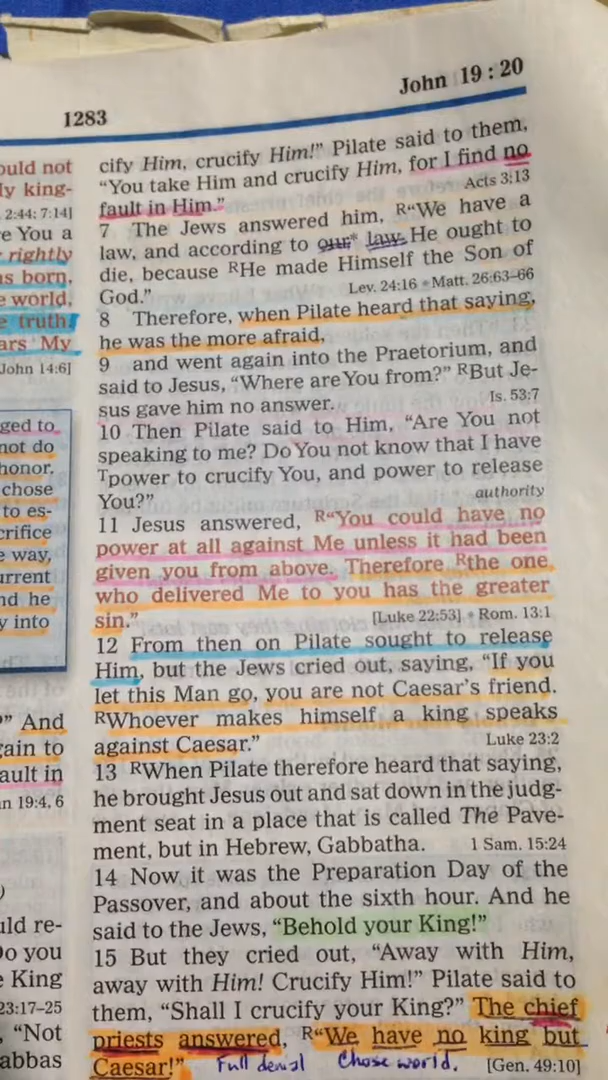 1283
John 19:20
ould not
y king-
2:44; 7:14]
e You a
rightly
s born,
e world,
e truth.
ars My
John 14:6]
ged to
not do
honor.
chose
to es-
crifice
e way,
urrent
nd he
y into
?” And
ain to
ault in
n 19:4, 6
)
uld re-
Do you
e King
23:17–25
, “Not
abbas
cify Him, crucify Him!” Pilate said to them,
“You take Him and crucify Him, for I find no
fault in Him.” Acts 3:13
7 The Jews answered him, R“We have a
law, and according to our* law He ought to
die, because RHe made Himself the Son of
God.” Lev. 24:16 • Matt. 26:63–66
8 Therefore, when Pilate heard that saying,
he was the more afraid,
9 and went again into the Praetorium, and
said to Jesus, “Where are You from?” RBut Je-
sus gave him no answer. Is. 53:7
10 Then Pilate said to Him, “Are You not
speaking to me? Do You not know that I have
Tpower to crucify You, and power to release
You?” authority
11 Jesus answered, R“You could have no
power at all against Me unless it had been
given you from above. Therefore Rthe one
who delivered Me to you has the greater
sin.” [Luke 22:53] • Rom. 13:1
12 From then on Pilate sought to release
Him, but the Jews cried out, saying, “If you
let this Man go, you are not Caesar’s friend.
RWhoever makes himself a king speaks
against Caesar.” Luke 23:2
13 RWhen Pilate therefore heard that saying,
he brought Jesus out and sat down in the judg-
ment seat in a place that is called The Pave-
ment, but in Hebrew, Gabbatha. 1 Sam. 15:24
14 Now it was the Preparation Day of the
Passover, and about the sixth hour. And he
said to the Jews, “Behold your King!”
15 But they cried out, “Away with Him,
away with Him! Crucify Him!” Pilate said to
them, “Shall I crucify your King?” The chief
priests answered, R“We have no king but
Caesar!” Full denial Chose world. [Gen. 49:10]